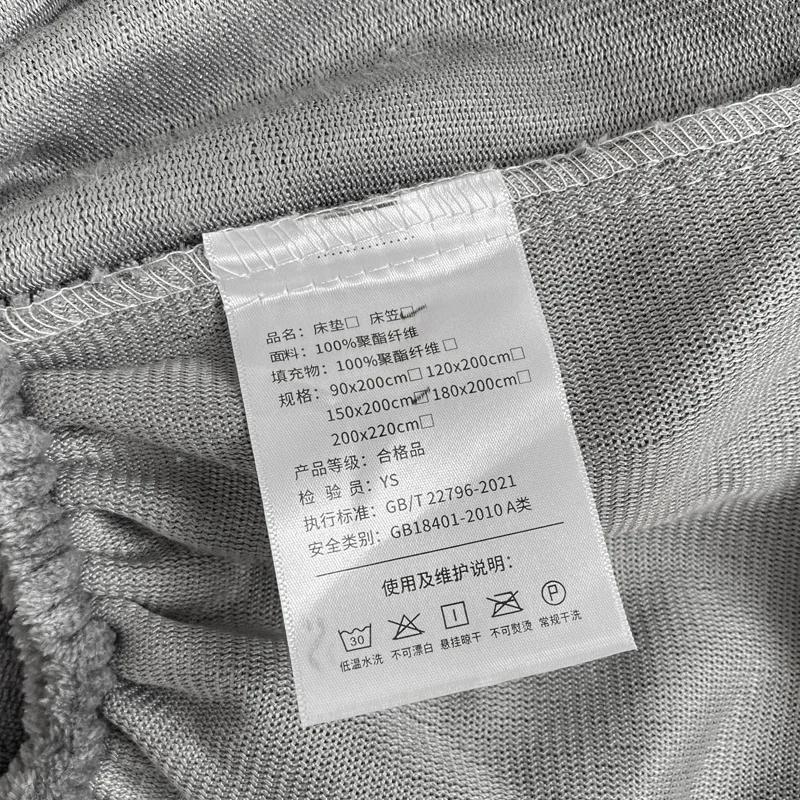 品名：床垫□ 床笠☑
面料：100%聚酯纤维
填充物：100%聚酯纤维□
规格：90x200cm□ 120x200cm□
150x200cm☑ 180x200cm□
200x220cm□
产品等级：合格品
检 验 员：YS
执行标准：GB/T 22796-2021
安全类别：GB18401-2010 A类
使用及维护说明：
30 P
低温水洗 不可漂白 悬挂晾干 不可熨烫 常规干洗